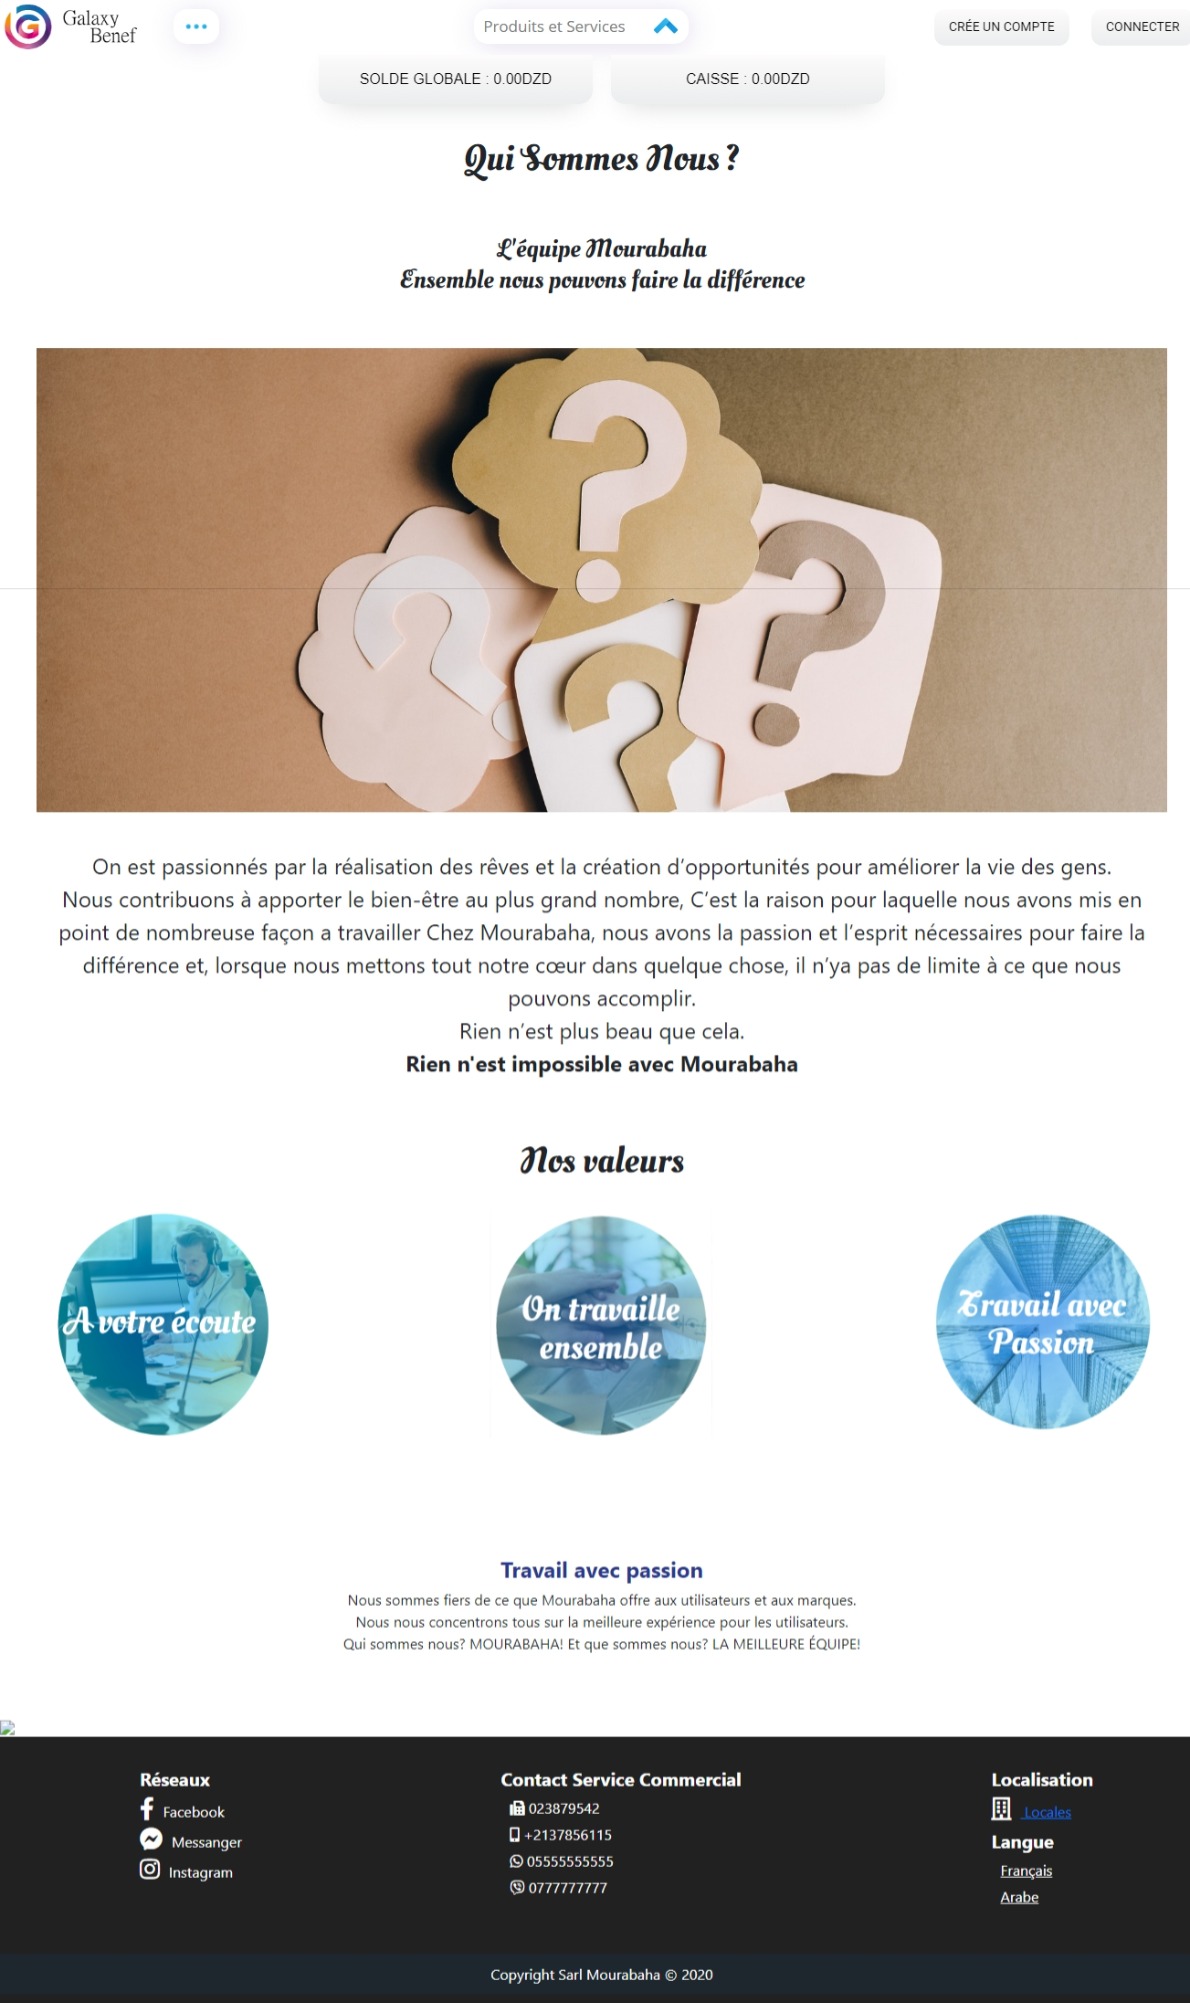 Galaxy
Benef
Produits et Services
CRÉE UN COMPTE
CONNECTER
SOLDE GLOBALE : 0.00DZD
CAISSE : 0.00DZD
Qui Sommes Nous ?
L'équipe Mourabaha
Ensemble nous pouvons faire la différence
? ? ? ?
On est passionnés par la réalisation des rêves et la création d’opportunités pour améliorer la vie des gens.
Nous contribuons à apporter le bien-être au plus grand nombre, C’est la raison pour laquelle nous avons mis en
point de nombreuse façon a travailler Chez Mourabaha, nous avons la passion et l’esprit nécessaires pour faire la
différence et, lorsque nous mettons tout notre cœur dans quelque chose, il n’ya pas de limite à ce que nous
pouvons accomplir.
Rien n’est plus beau que cela.
Rien n'est impossible avec Mourabaha
Nos valeurs
A votre écoute
On travaille
ensemble
Travail avec
Passion
Travail avec passion
Nous sommes fiers de ce que Mourabaha offre aux utilisateurs et aux marques.
Nous nous concentrons tous sur la meilleure expérience pour les utilisateurs.
Qui sommes nous? MOURABAHA! Et que sommes nous? LA MEILLEURE ÉQUIPE!
Réseaux
Facebook
Messanger
Instagram
Contact Service Commercial
023879542
+2137856115
05555555555
0777777777
Localisation
Locales
Langue
Français
Arabe
Copyright Sarl Mourabaha © 2020